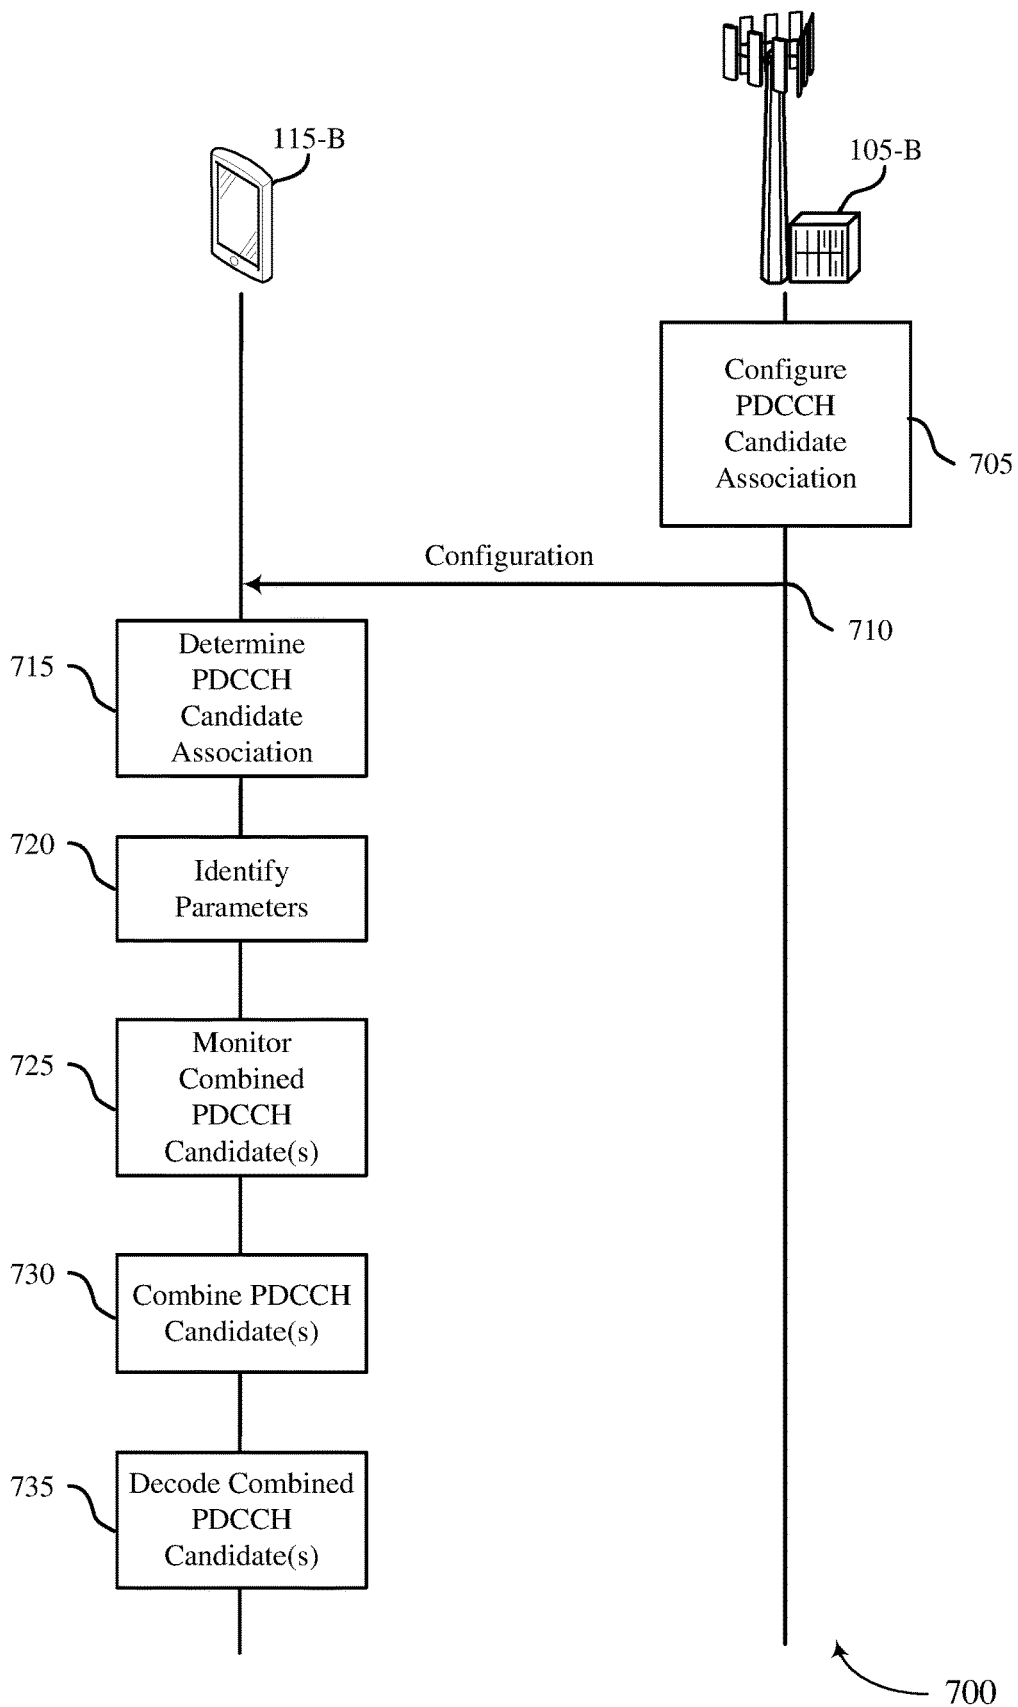 115-B
105-B
Configure
PDCCH
Candidate
Association
705
Configuration
710
715
Determine
PDCCH
Candidate
Association
720
Identify
Parameters
725
Monitor
Combined
PDCCH
Candidate(s)
730
Combine PDCCH
Candidate(s)
735
Decode Combined
PDCCH
Candidate(s)
700